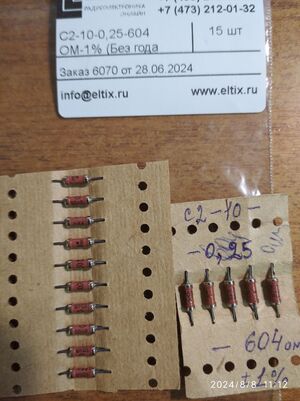 РАДИОЭЛЕКТРОНИКА
ОНЛАЙН
+7 (473) 212-01-32
С2-10-0,25-604
ОМ-1% (Без года
15 шт
Заказ 6070 от 28.06.2024
info@eltix.ru
www.eltix.ru
С2-10-
-0,25
- 604 ом
±1%
2024/8/8 11:12